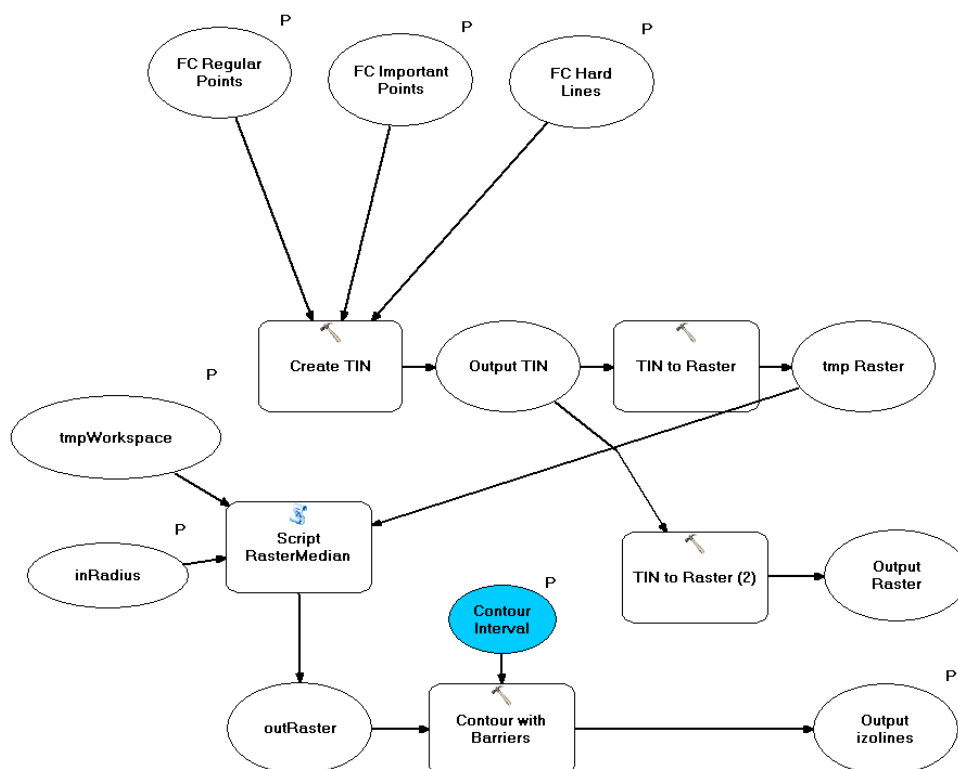 P
P
P
FC Regular
Points
FC Important
Points
FC Hard
Lines
Create TIN
Output TIN
TIN to Raster
tmp Raster
P
tmpWorkspace
Script
RasterMedian
P
inRadius
TIN to Raster (2)
Output
Raster
P
Contour
Interval
P
outRaster
Contour with
Barriers
Output
izolines